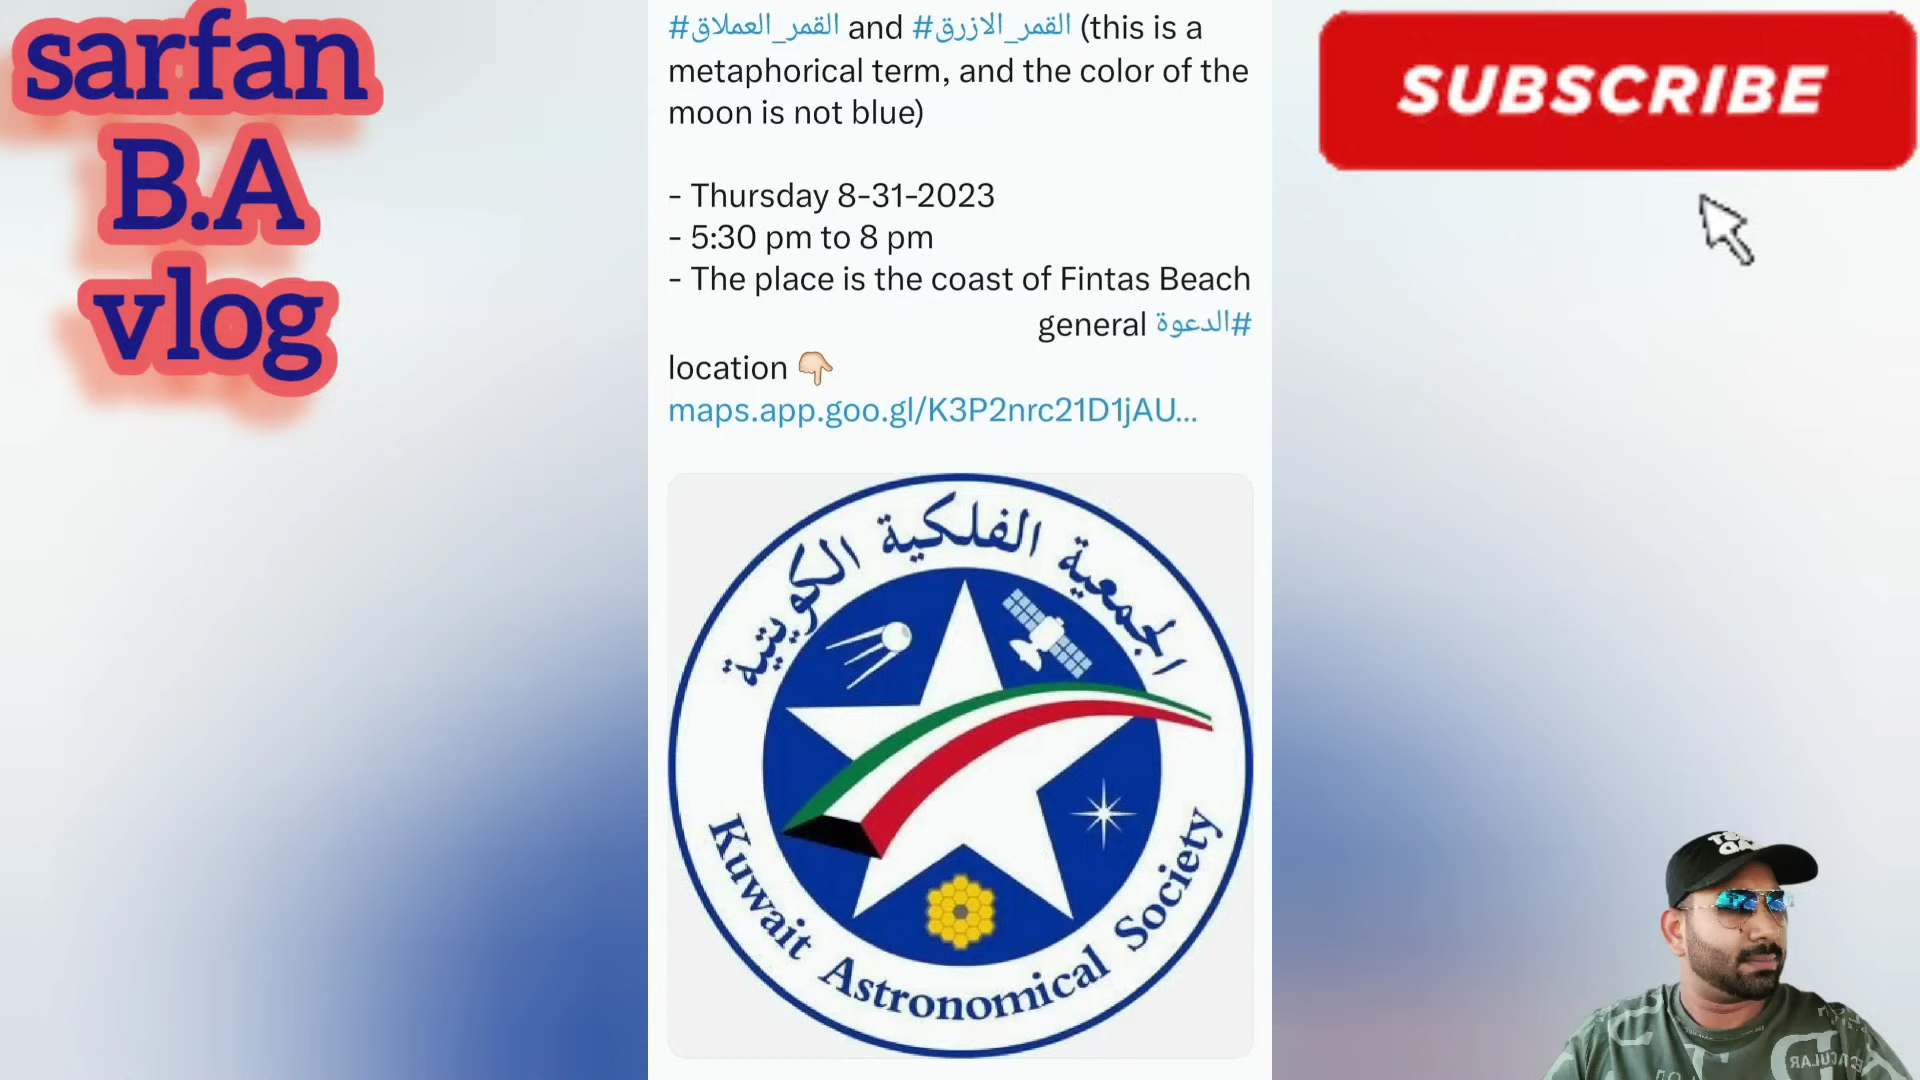 sarfan
B.A
vlog
#القمر_العملاق and #القمر_الازرق (this is a
metaphorical term, and the color of the
moon is not blue)
- Thursday 8-31-2023
- 5:30 pm to 8 pm
- The place is the coast of Fintas Beach
general الدعوة#
location 👇🏻
maps.app.goo.gl/K3P2nrc21D1jAU...
الجمعية الفلكية الكويتية
Kuwait Astronomical Society
SUBSCRIBE